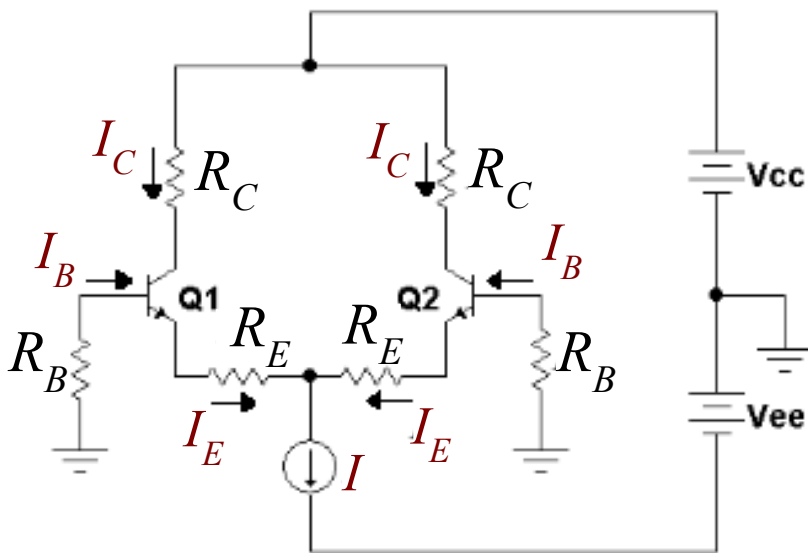 I_C
R_C
I_C
R_C
Vcc
I_B
Q1
Q2
I_B
R_B
R_E
R_E
R_B
I_E
I_E
Vee
I